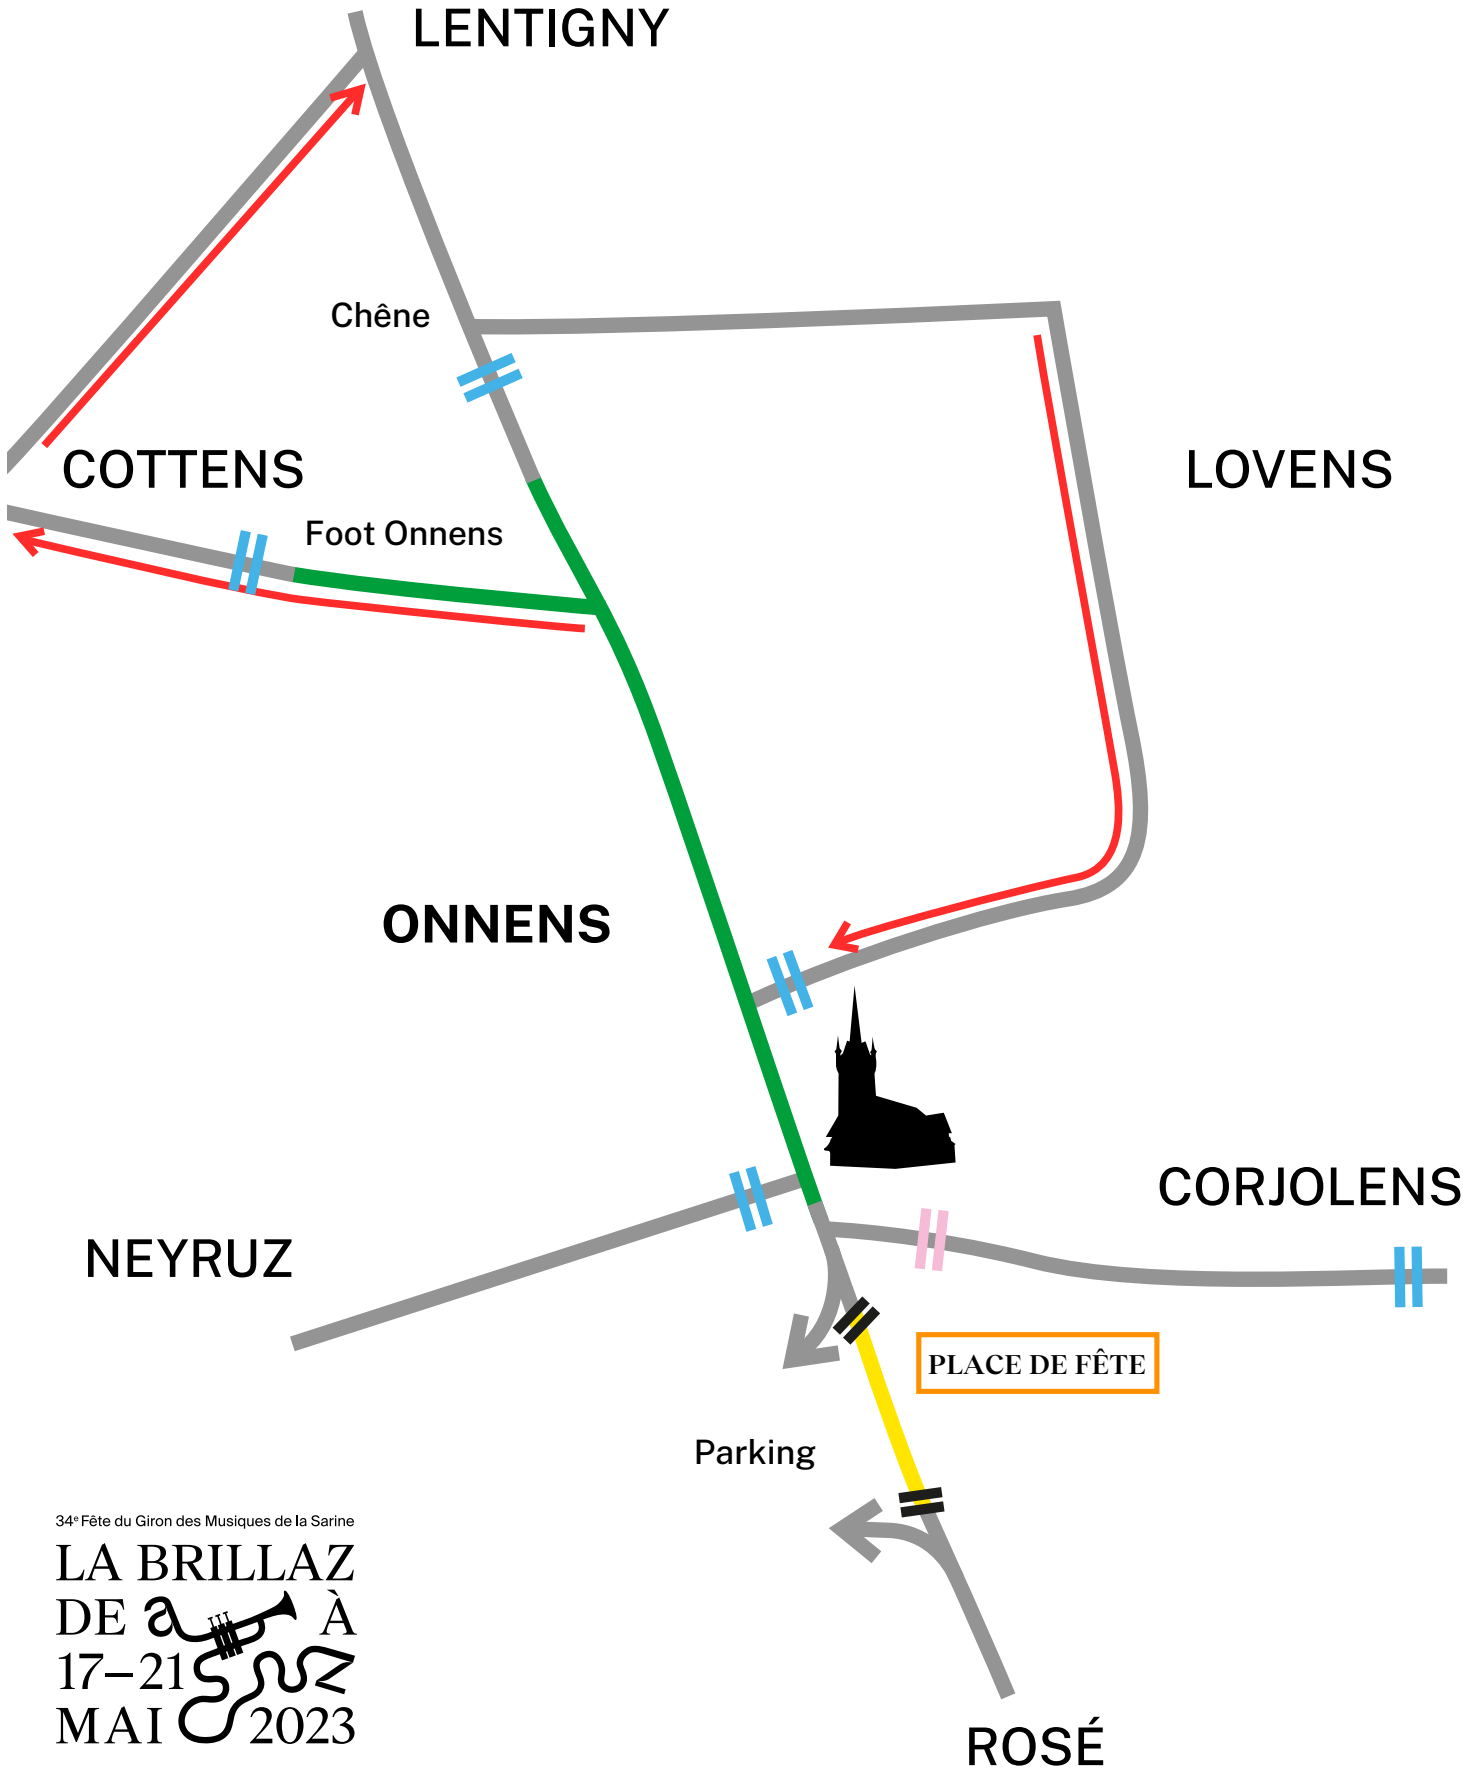 LENTIGNY
Chêne
COTTENS
LOVENS
Foot Onnens
ONNENS
CORJOLENS
NEYRUZ
PLACE DE FÊTE
Parking
34e Fête du Giron des Musiques de la Sarine
LA BRILLAZ
DE a À
17–21 Z
MAI 2023
ROSÉ